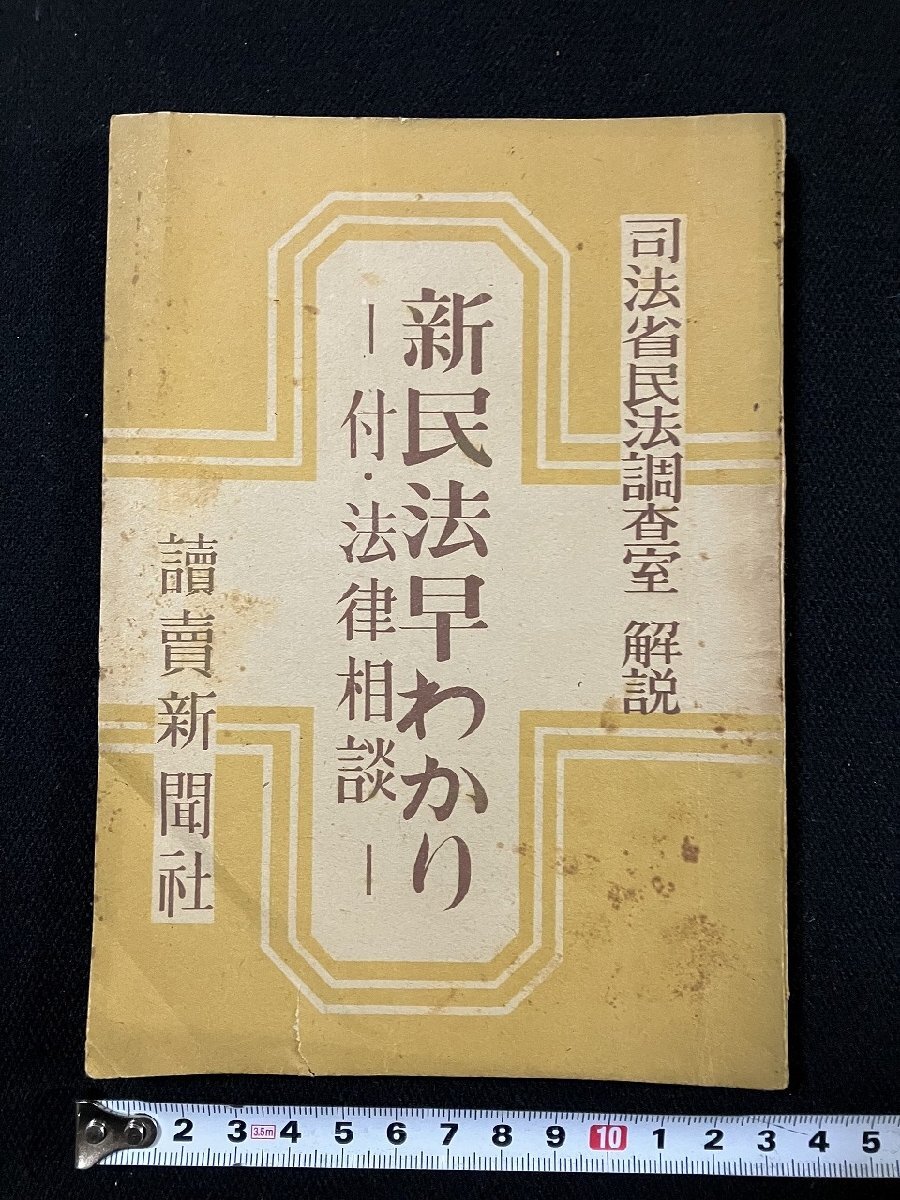 司法省民法調査室 解説
新民法早わかり
―付・法律相談―
讀賣新聞社
2 3 3.5m 4 5 6 7 8 9 10 1 2 3 4 5